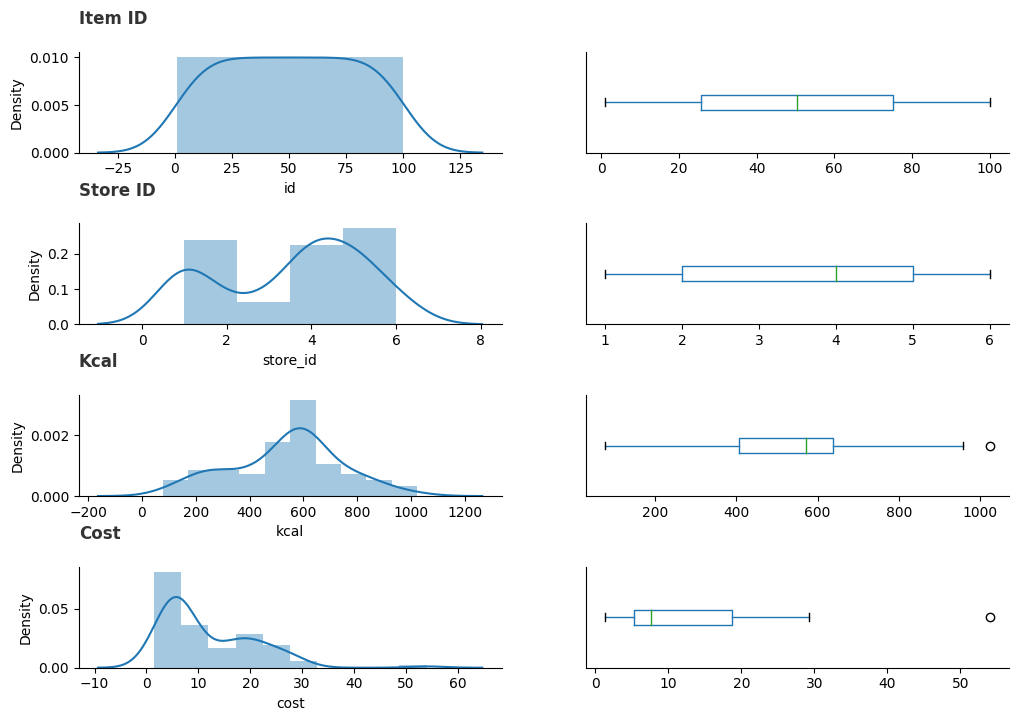 Item ID
Density
0.010
0.005
0.000
−25 0 25 50 75 100 125
id
0 20 40 60 80 100
Store ID
Density
0.2
0.1
0.0
0 2 4 6 8
store_id
1 2 3 4 5 6
Kcal
Density
0.002
0.000
−200 0 200 400 600 800 1000 1200
kcal
200 400 600 800 1000
Cost
Density
0.05
0.00
−10 0 10 20 30 40 50 60
cost
0 10 20 30 40 50